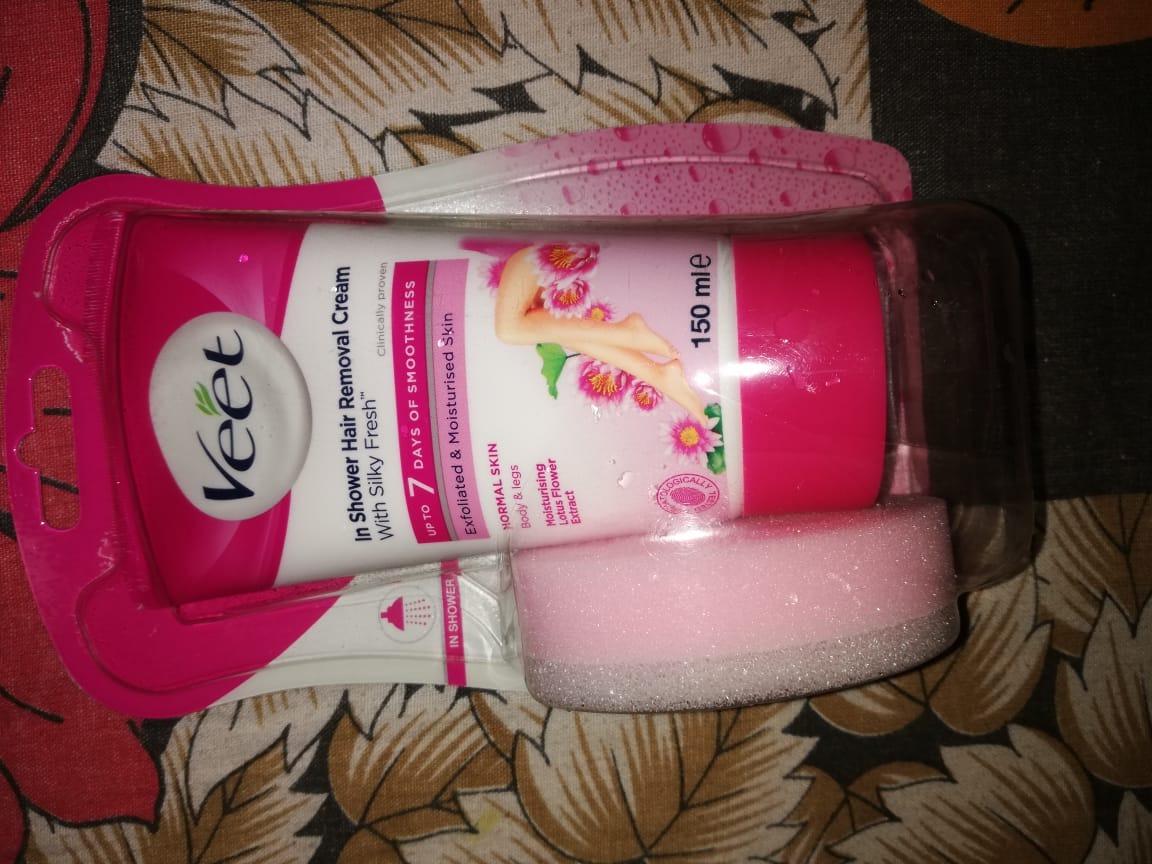 Veet
In Shower Hair Removal Cream
With Silky Fresh™
Clinically proven
UP TO 7 DAYS OF SMOOTHNESS
Exfoliated & Moisturised Skin
NORMAL SKIN
Body & legs
Moisturising
Lotus Flower
Extract
150 ml e
IN SHOWER